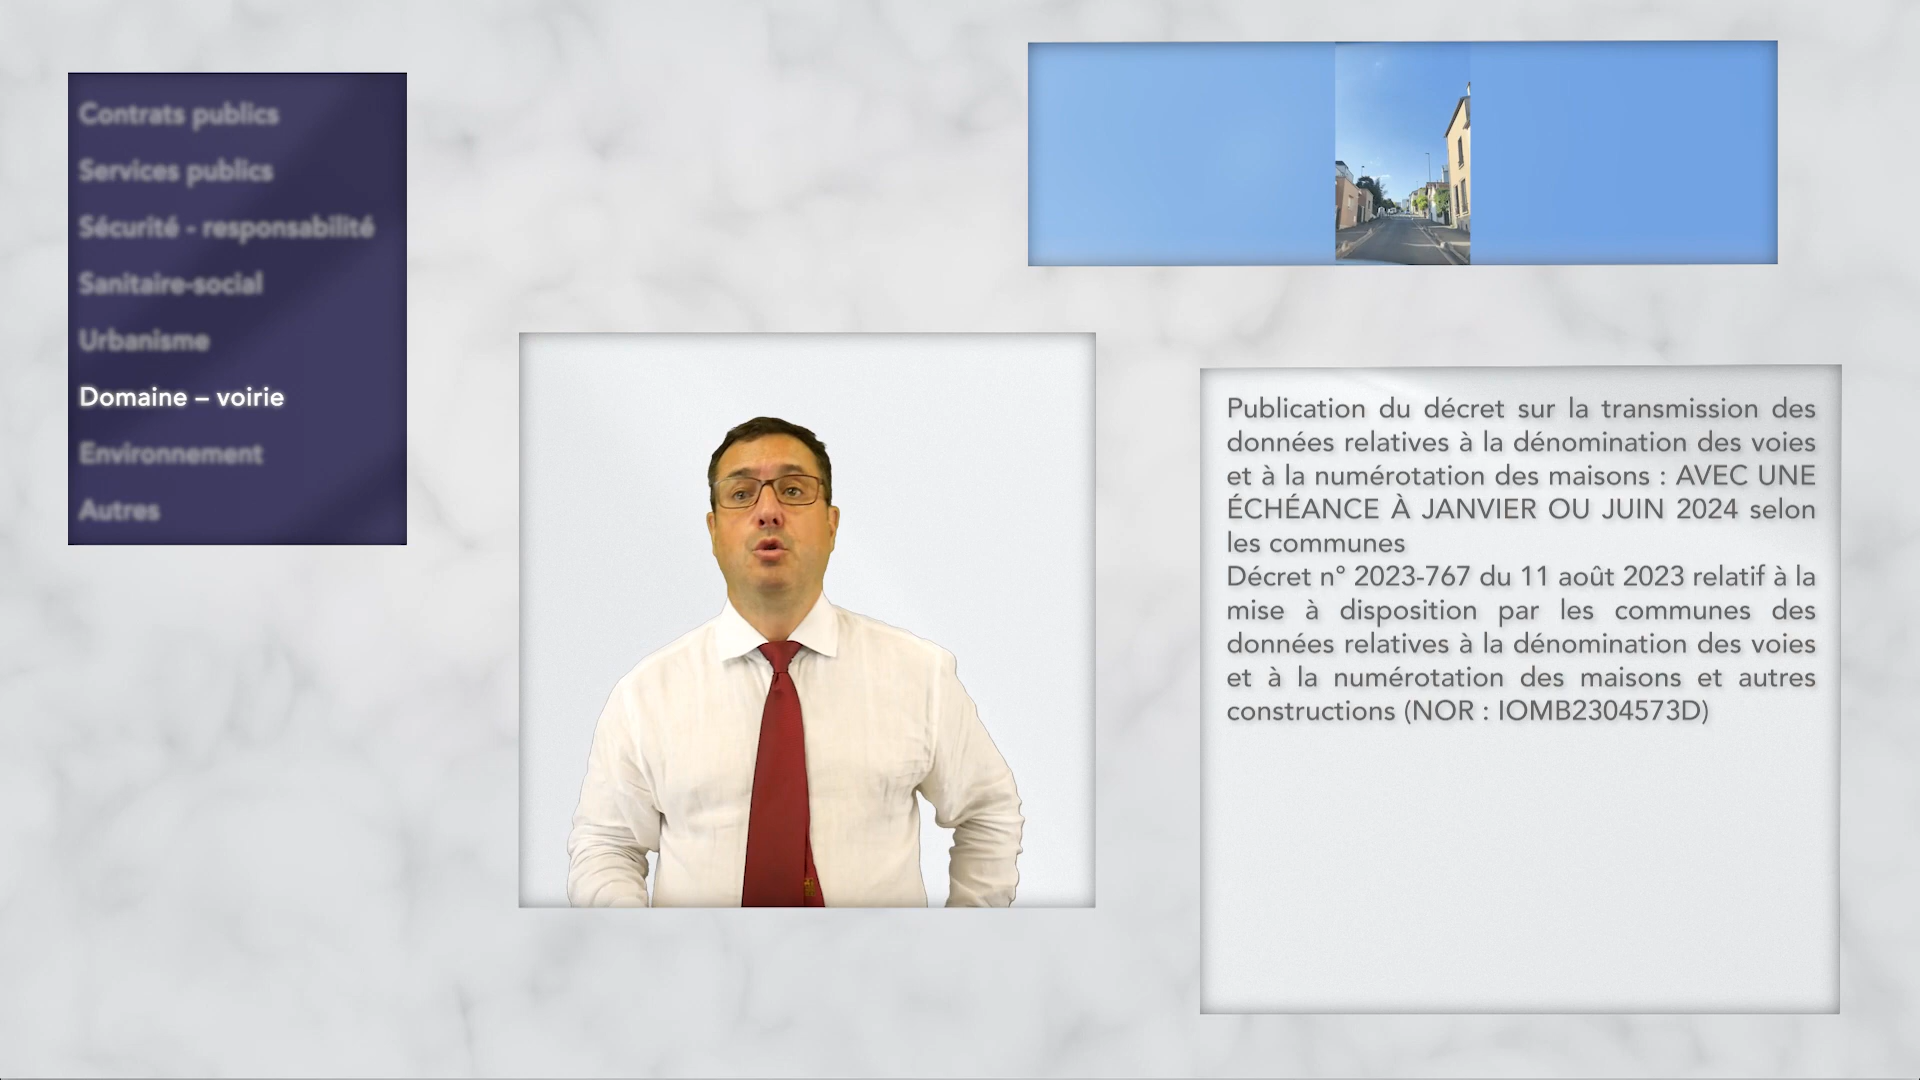 Contrats publics
Services publics
Sécurité - responsabilité
Sanitaire-social
Urbanisme
Domaine – voirie
Environnement
Autres
Publication du décret sur la transmission des
données relatives à la dénomination des voies
et à la numérotation des maisons : AVEC UNE
ÉCHÉANCE À JANVIER OU JUIN 2024 selon
les communes
Décret n° 2023-767 du 11 août 2023 relatif à la
mise à disposition par les communes des
données relatives à la dénomination des voies
et à la numérotation des maisons et autres
constructions (NOR : IOMB2304573D)